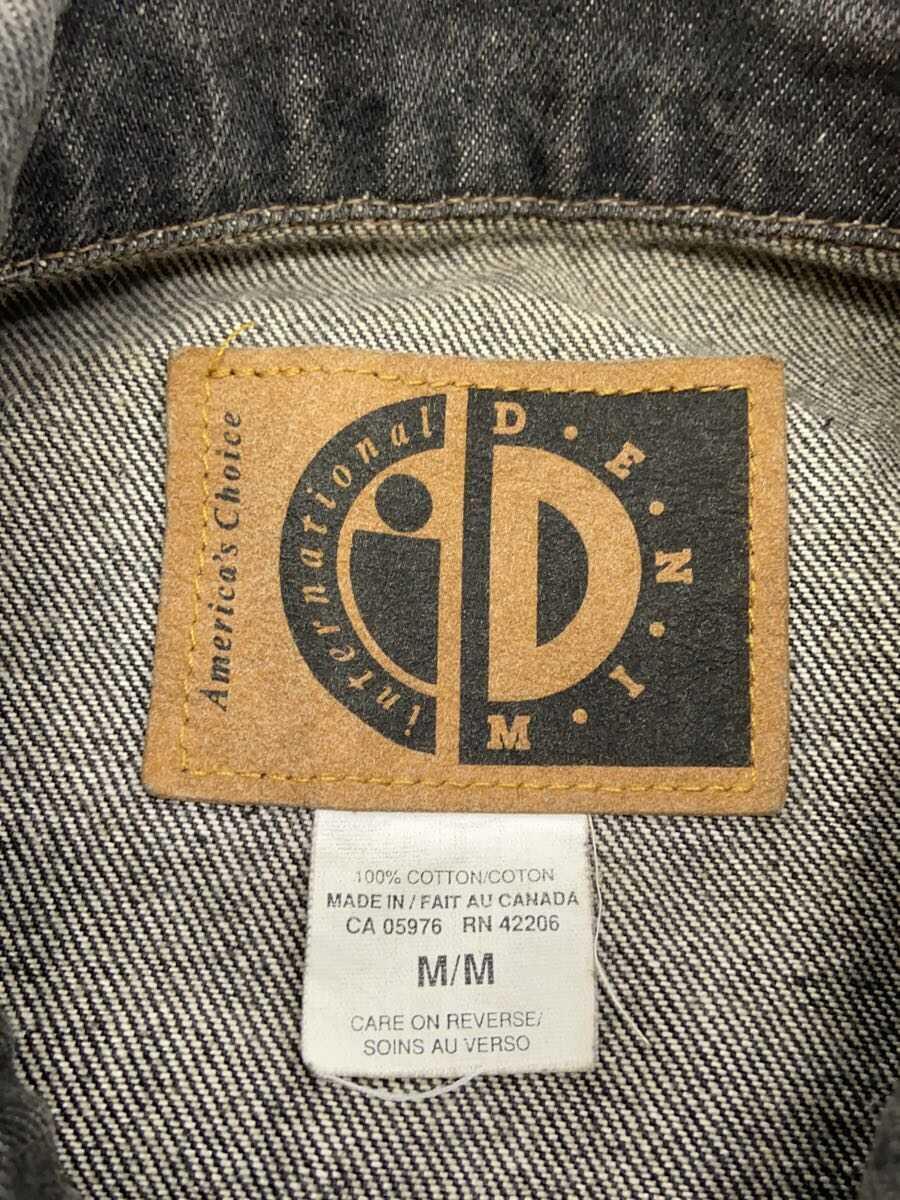 America's Choice
international
iD
D.E.N.I.M
100% COTTON/COTON
MADE IN / FAIT AU CANADA
CA 05976 RN 42206
M/M
CARE ON REVERSE/
SOINS AU VERSO